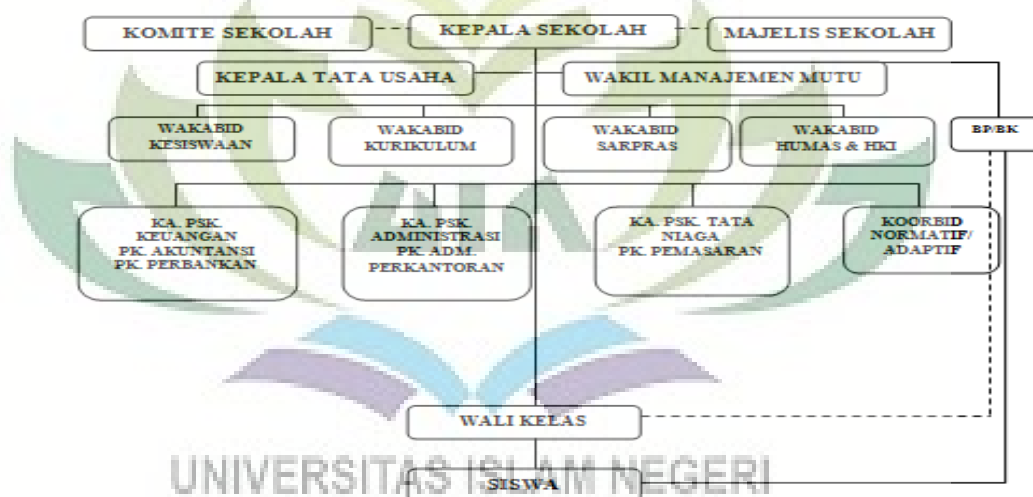 KOMITE SEKOLAH
KEPALA SEKOLAH
MAJELIS SEKOLAH
KEPALA TATA USAHA
WAKIL MANAJEMEN MUTU
WAKABID
KESISWAAN
WAKABID
KURIKULUM
WAKABID
SARPRAS
WAKABID
HUMAS & HKI
BP/BK
KA. PSK.
KEUANGAN
PK. AKUNTANSI
PK. PERBANKAN
KA. PSK.
ADMINISTRASI
PK. ADM.
PERKANTORAN
KA. PSK. TATA
NIAGA
PK. PEMASARAN
KOORBID
NORMATIF/
ADAPTIF
WALI KELAS
UNIVERSITAS ISLAM NEGERI
SISWA